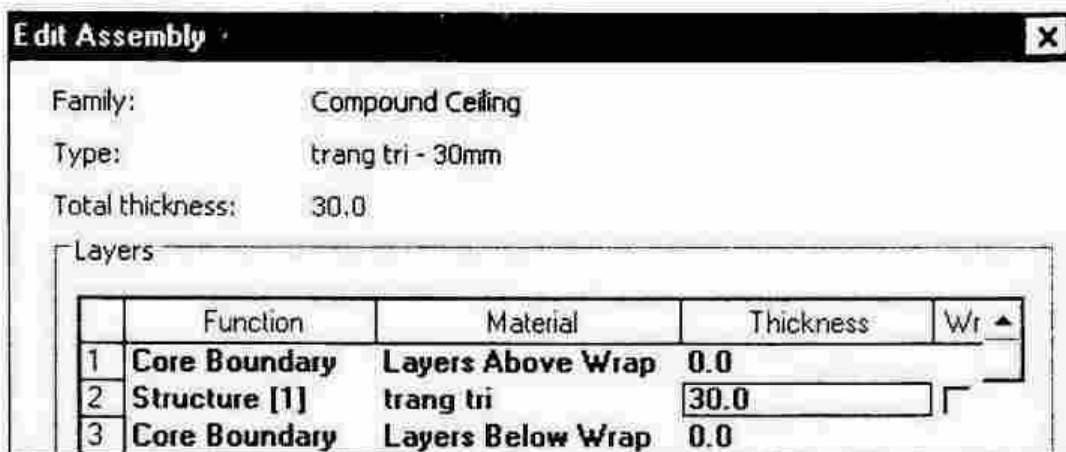 Edit Assembly
Family: Compound Ceiling
Type: trang tri - 30mm
Total thickness: 30.0
Layers
Function Material Thickness Wr
1 Core Boundary Layers Above Wrap 0.0
2 Structure [1] trang tri 30.0
3 Core Boundary Layers Below Wrap 0.0